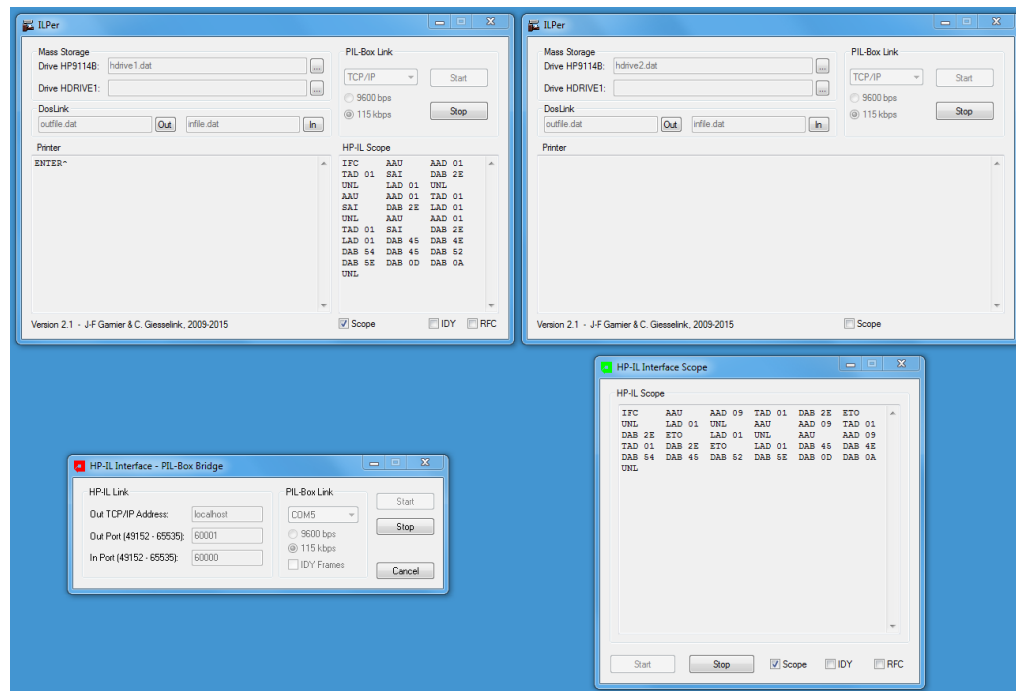 ILPer
Mass Storage
Drive HP9114B: hdrive1.dat ...
Drive HDRIVE1: ...
DosLink
outfile.dat Out infile.dat In
PIL-Box Link
TCP/IP Start
9600 bps
115 kbps Stop
Printer
ENTER^
HP-IL Scope
IFC AAU AAD 01
TAD 01 SAI DAB 2E
UNL LAD 01 UNL
AAU AAD 01 TAD 01
SAI DAB 2E LAD 01
UNL AAU AAD 01
TAD 01 SAI DAB 2E
LAD 01 DAB 45 DAB 4E
DAB 54 DAB 45 DAB 52
DAB 5E DAB 0D DAB 0A
UNL
Version 2.1 - J-F Garnier & C. Giesselink, 2009-2015
Scope IDY RFC
ILPer
Mass Storage
Drive HP9114B: hdrive2.dat ...
Drive HDRIVE1: ...
DosLink
outfile.dat Out infile.dat In
PIL-Box Link
TCP/IP Start
9600 bps
115 kbps Stop
Printer
Version 2.1 - J-F Garnier & C. Giesselink, 2009-2015
Scope
HP-IL Interface Scope
HP-IL Scope
IFC AAU AAD 09 TAD 01 DAB 2E ETO
UNL LAD 01 UNL AAU AAD 09 TAD 01
DAB 2E ETO LAD 01 UNL AAU AAD 09
TAD 01 DAB 2E ETO LAD 01 DAB 45 DAB 4E
DAB 54 DAB 45 DAB 52 DAB 5E DAB 0D DAB 0A
UNL
Start Stop Scope IDY RFC
HP-IL Interface - PIL-Box Bridge
HP-IL Link
Out TCP/IP Address: localhost
Out Port (49152 - 65535): 60001
In Port (49152 - 65535): 60000
PIL-Box Link
COM5
9600 bps
115 kbps
IDY Frames
Start
Stop
Cancel